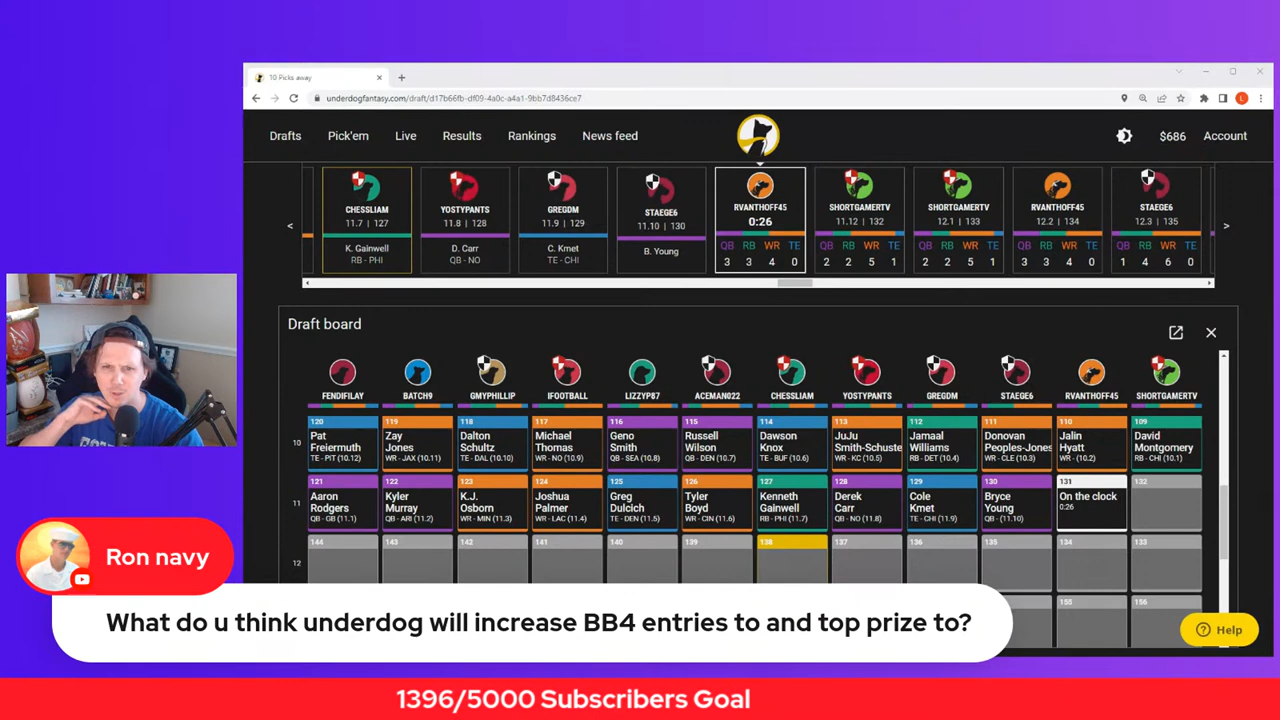 10 Picks away
underdogfantasy.com/draft/d17b66fb-df09-4a0c-a4a1-9bb7d8436ce7
Drafts Pick'em Live Results Rankings News feed $686 Account
CHESSLIAM YOSTYPANTS GREGDM STAEGE6 RVANTHOFF45 SHORTGAMERTV SHORTGAMERTV RVANTHOFF45 STAEGE6
11.7 | 127 11.8 | 128 11.9 | 129 11.10 | 130 0:26 11.12 | 132 12.1 | 133 12.2 | 134 12.3 | 135
K. Gainwell D. Carr C. Kmet B. Young QB RB WR TE QB RB WR TE QB RB WR TE QB RB WR TE QB RB WR TE
RB - PHI QB - NO TE - CHI 3 3 4 0 2 2 5 1 2 2 5 1 3 3 4 0 1 4 6 0
Draft board
FENDIFILAY BATCH9 GMYPHILLIP IFOOTBALL LIZZYP87 ACEMAN022 CHESSLIAM YOSTYPANTS GREGDM STAEGE6 RVANTHOFF45 SHORTGAMERTV
120 119 118 117 116 115 114 113 112 111 110 109
10 Pat Zay Dalton Michael Geno Russell Dawson JuJu Jamaal Donovan Jalin David
Freiermuth Jones Schultz Thomas Smith Wilson Knox Smith-Schuste Williams Peoples-Jones Hyatt Montgomery
TE - PIT (10.12) WR - JAX (10.11) TE - DAL (10.10) WR - NO (10.9) QB - SEA (10.8) QB - DEN (10.7) TE - BUF (10.6) WR - KC (10.5) RB - DET (10.4) WR - CLE (10.3) WR - (10.2) RB - CHI (10.1)
121 122 123 124 125 126 127 128 129 130 131 132
11 Aaron Kyler K.J. Joshua Greg Tyler Kenneth Derek Cole Bryce On the clock
Rodgers Murray Osborn Palmer Dulcich Boyd Gainwell Carr Kmet Young 0:26
QB - GB (11.1) QB - ARI (11.2) WR - MIN (11.3) WR - LAC (11.4) TE - DEN (11.5) WR - CIN (11.6) RB - PHI (11.7) QB - NO (11.8) TE - CHI (11.9) QB - (11.10)
144 143 142 141 140 139 138 137 136 135 134 133
12
155 156
Help
Ron navy
What do u think underdog will increase BB4 entries to and top prize to?
1396/5000 Subscribers Goal